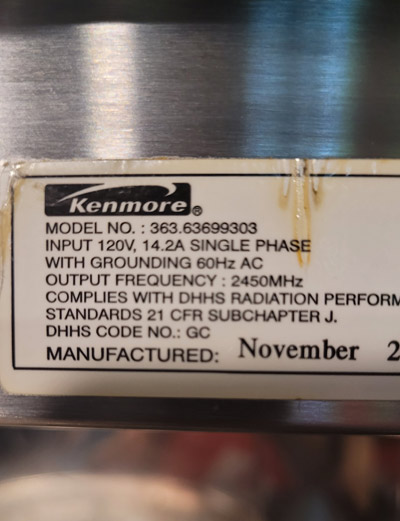 Kenmore®
MODEL NO. : 363.63699303
INPUT 120V, 14.2A SINGLE PHASE
WITH GROUNDING 60Hz AC
OUTPUT FREQUENCY : 2450MHz
COMPLIES WITH DHHS RADIATION PERFORM
STANDARDS 21 CFR SUBCHAPTER J.
DHHS CODE NO.: GC
MANUFACTURED: November 2